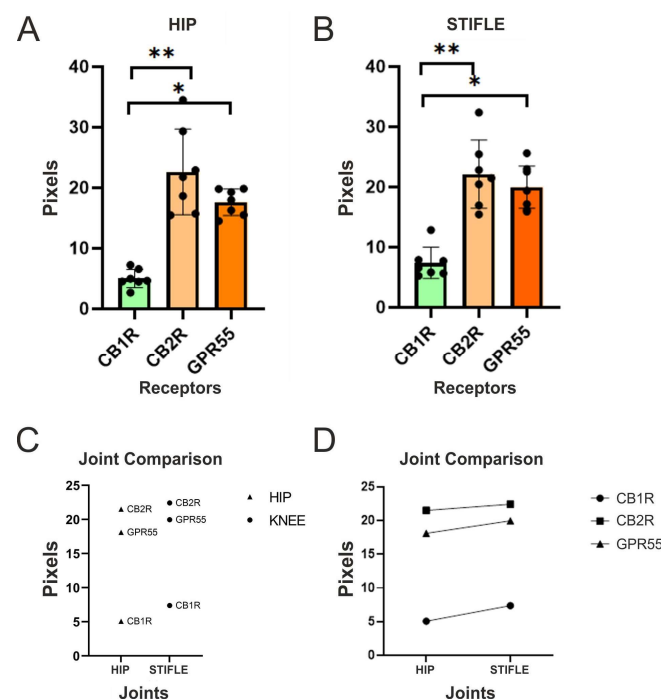 A
HIP
**
*
Pixels
40
30
20
10
0
CB1R
CB2R
GPR55
Receptors
B
STIFLE
**
*
Pixels
40
30
20
10
0
CB1R
CB2R
GPR55
Receptors
C
Joint Comparison
Pixels
25
20
15
10
5
0
CB2R
GPR55
CB1R
CB2R
GPR55
CB1R
HIP
STIFLE
Joints
HIP
KNEE
D
Joint Comparison
Pixels
25
20
15
10
5
0
HIP
STIFLE
Joints
CB1R
CB2R
GPR55